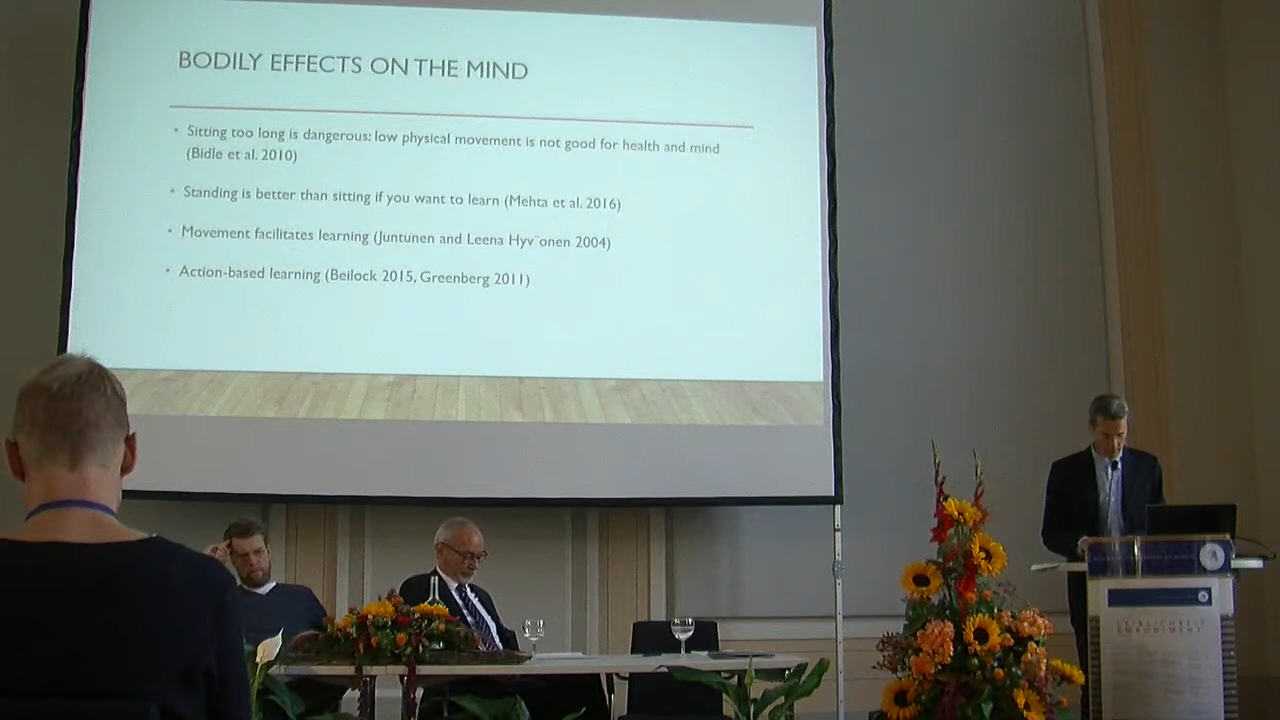 BODILY EFFECTS ON THE MIND
• Sitting too long is dangerous: low physical movement is not good for health and mind
(Bidle et al. 2010)
• Standing is better than sitting if you want to learn (Mehta et al. 2016)
• Movement facilitates learning (Juntunen and Leena Hyv¨onen 2004)
• Action-based learning (Beilock 2015, Greenberg 2011)
LEIBLICHKEIT
EMBODIMENT